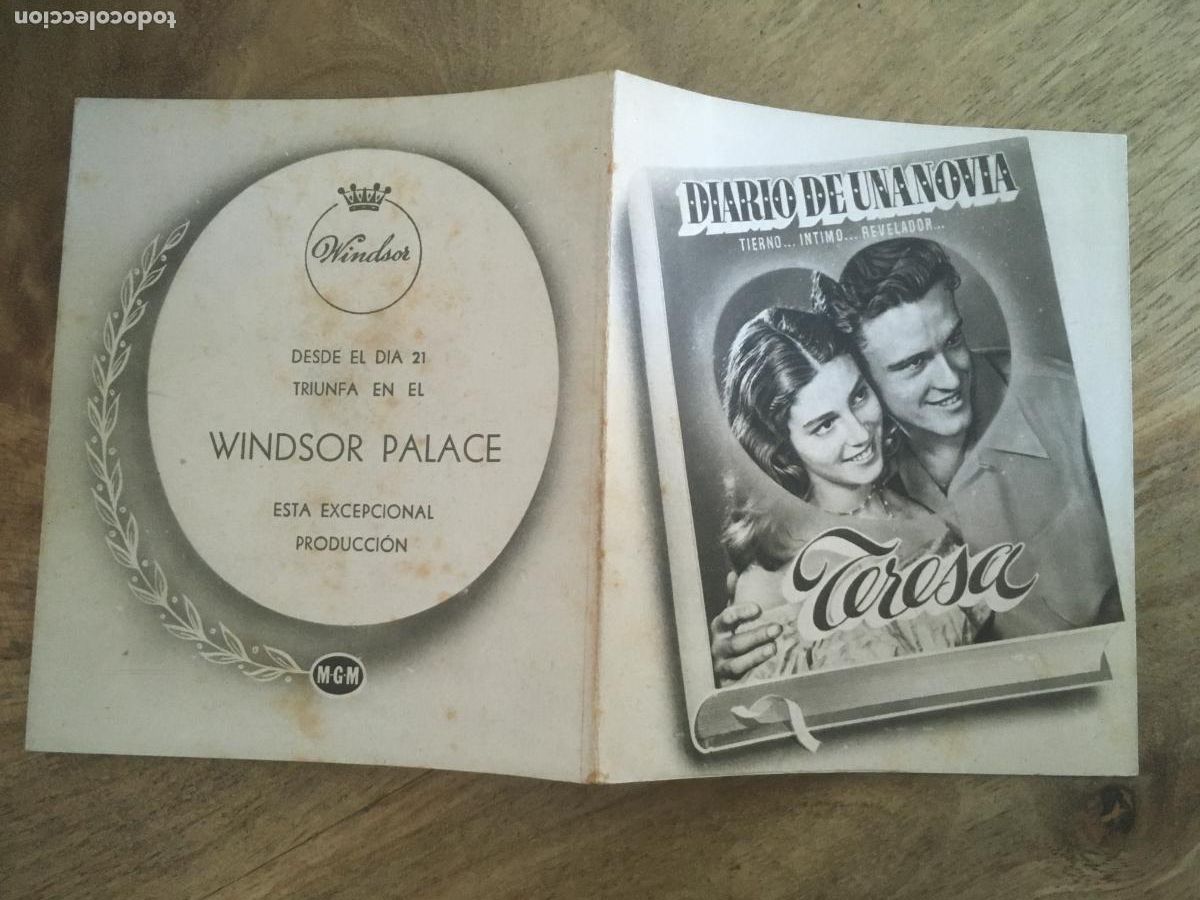 todocoleccion
Windsor
DESDE EL DIA 21
TRIUNFA EN EL
WINDSOR PALACE
ESTA EXCEPCIONAL
PRODUCCIÓN
M-G-M
DIARIO DE UNA NOVIA
TIERNO... INTIMO... REVELADOR...
Teresa